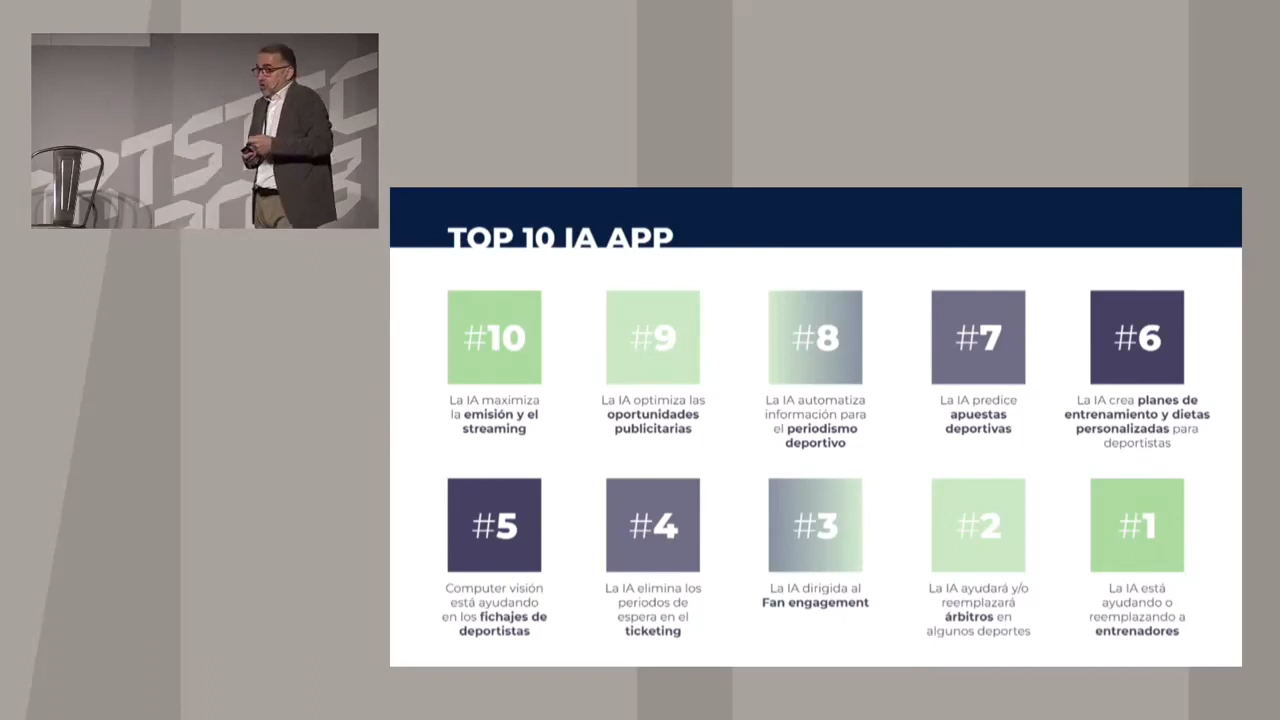 TSTEC
2023
TOP 10 IA APP
#10
La IA maximiza
la emisión y el
streaming
#9
La IA optimiza las
oportunidades
publicitarias
#8
La IA automatiza
información para
el periodismo
deportivo
#7
La IA predice
apuestas
deportivas
#6
La IA crea planes de
entrenamiento y dietas
personalizadas para
deportistas
#5
Computer visión
está ayudando
en los fichajes de
deportistas
#4
La IA elimina los
periodos de
espera en el
ticketing
#3
La IA dirigida al
Fan engagement
#2
La IA ayudará y/o
reemplazará
árbitros en
algunos deportes
#1
La IA está
ayudando o
reemplazando a
entrenadores